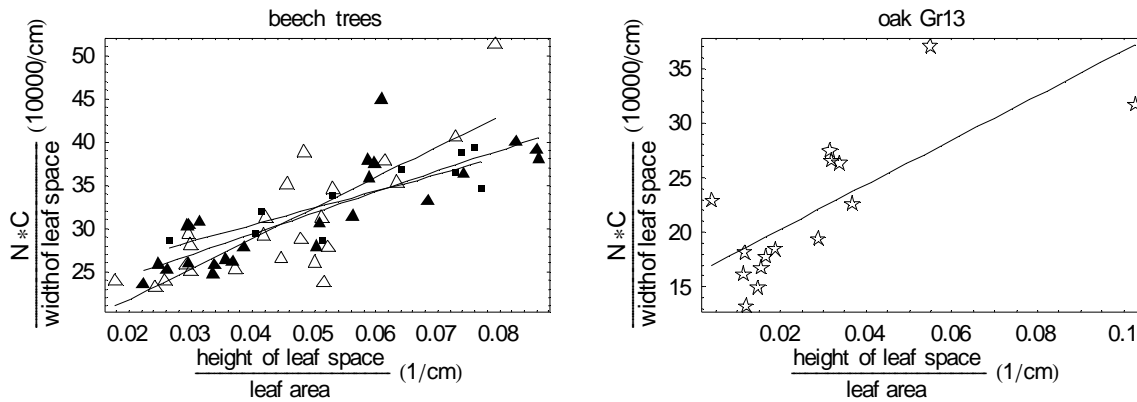 beech trees
N*C
width of leaf space
(10000/cm)
50
45
40
35
30
25
0.02 0.03 0.04 0.05 0.06 0.07 0.08
height of leaf space
leaf area
(1/cm)
oak Gr13
N*C
width of leaf space
(10000/cm)
35
30
25
20
15
0.02 0.04 0.06 0.08 0.1
height of leaf space
leaf area
(1/cm)